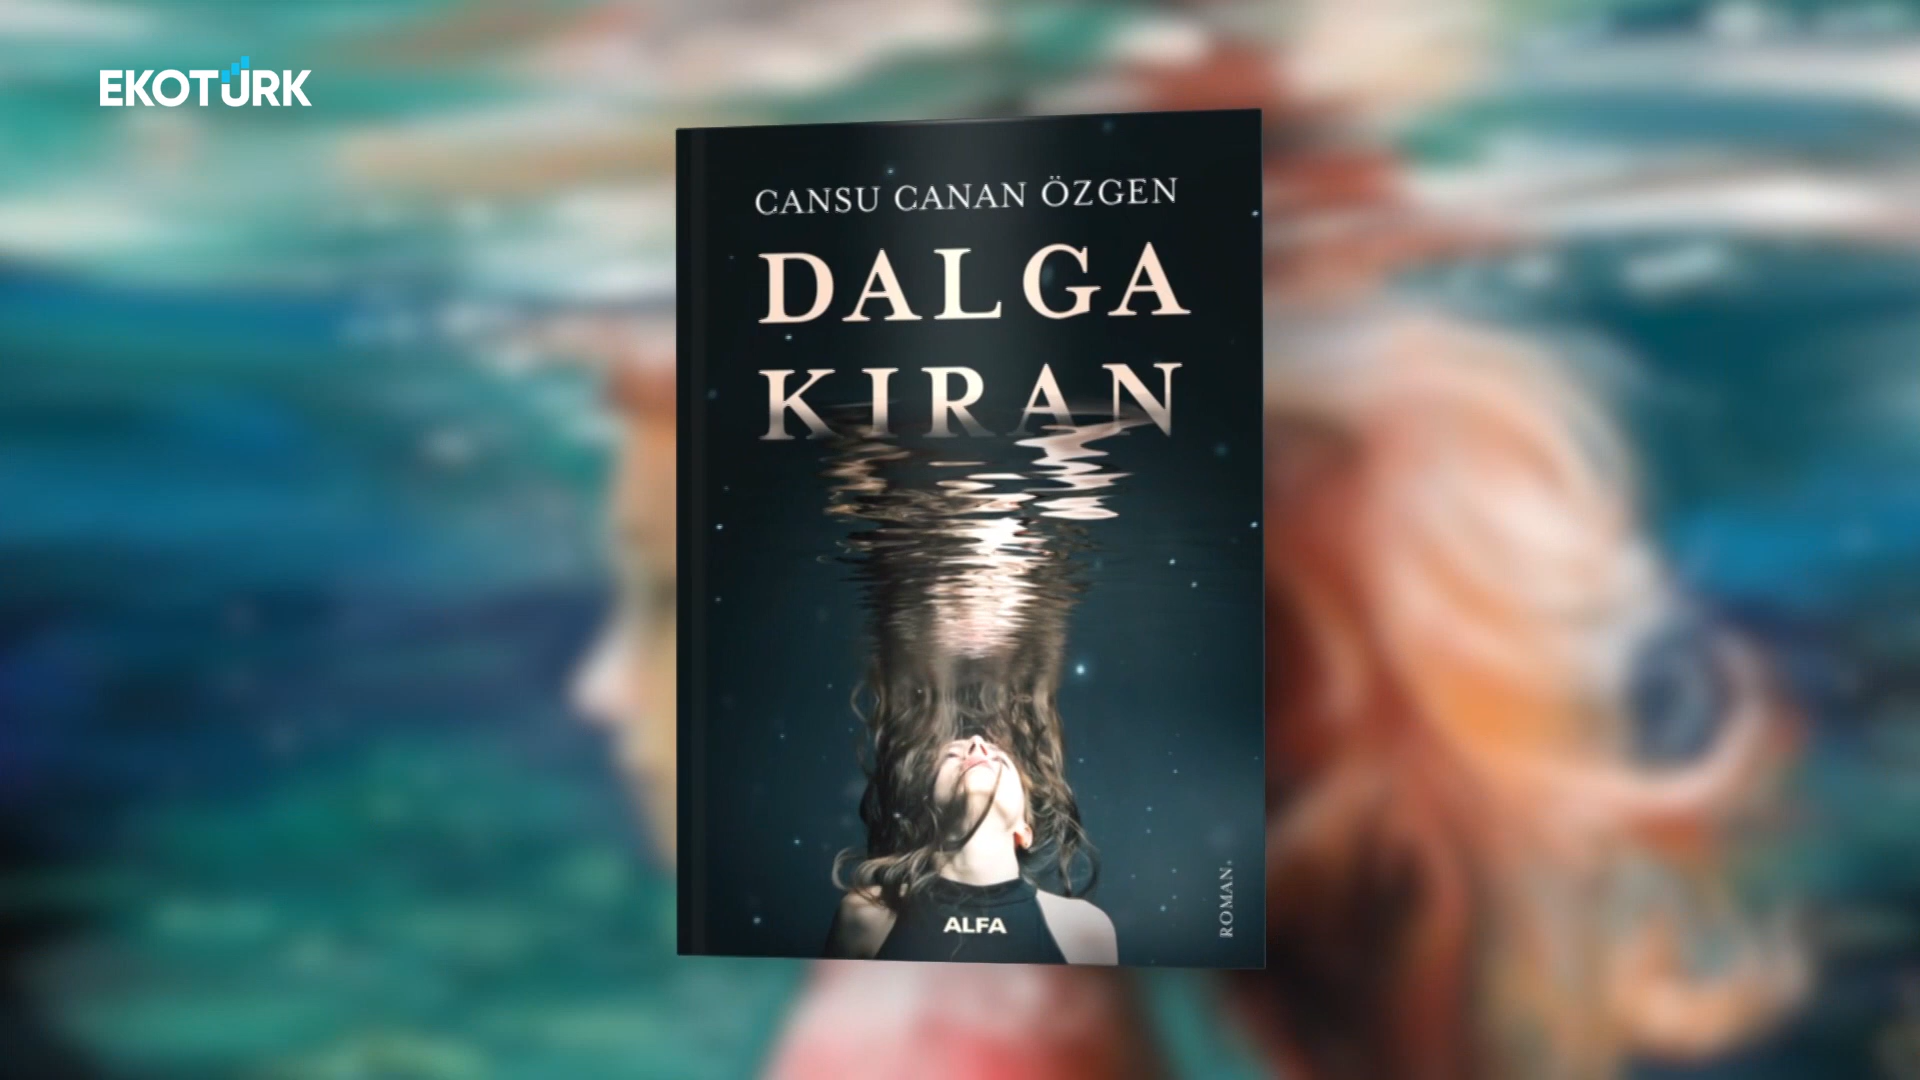 EKOTÜRK
CANSU CANAN ÖZGEN
DALGA
KIRAN
ALFA
ROMAN